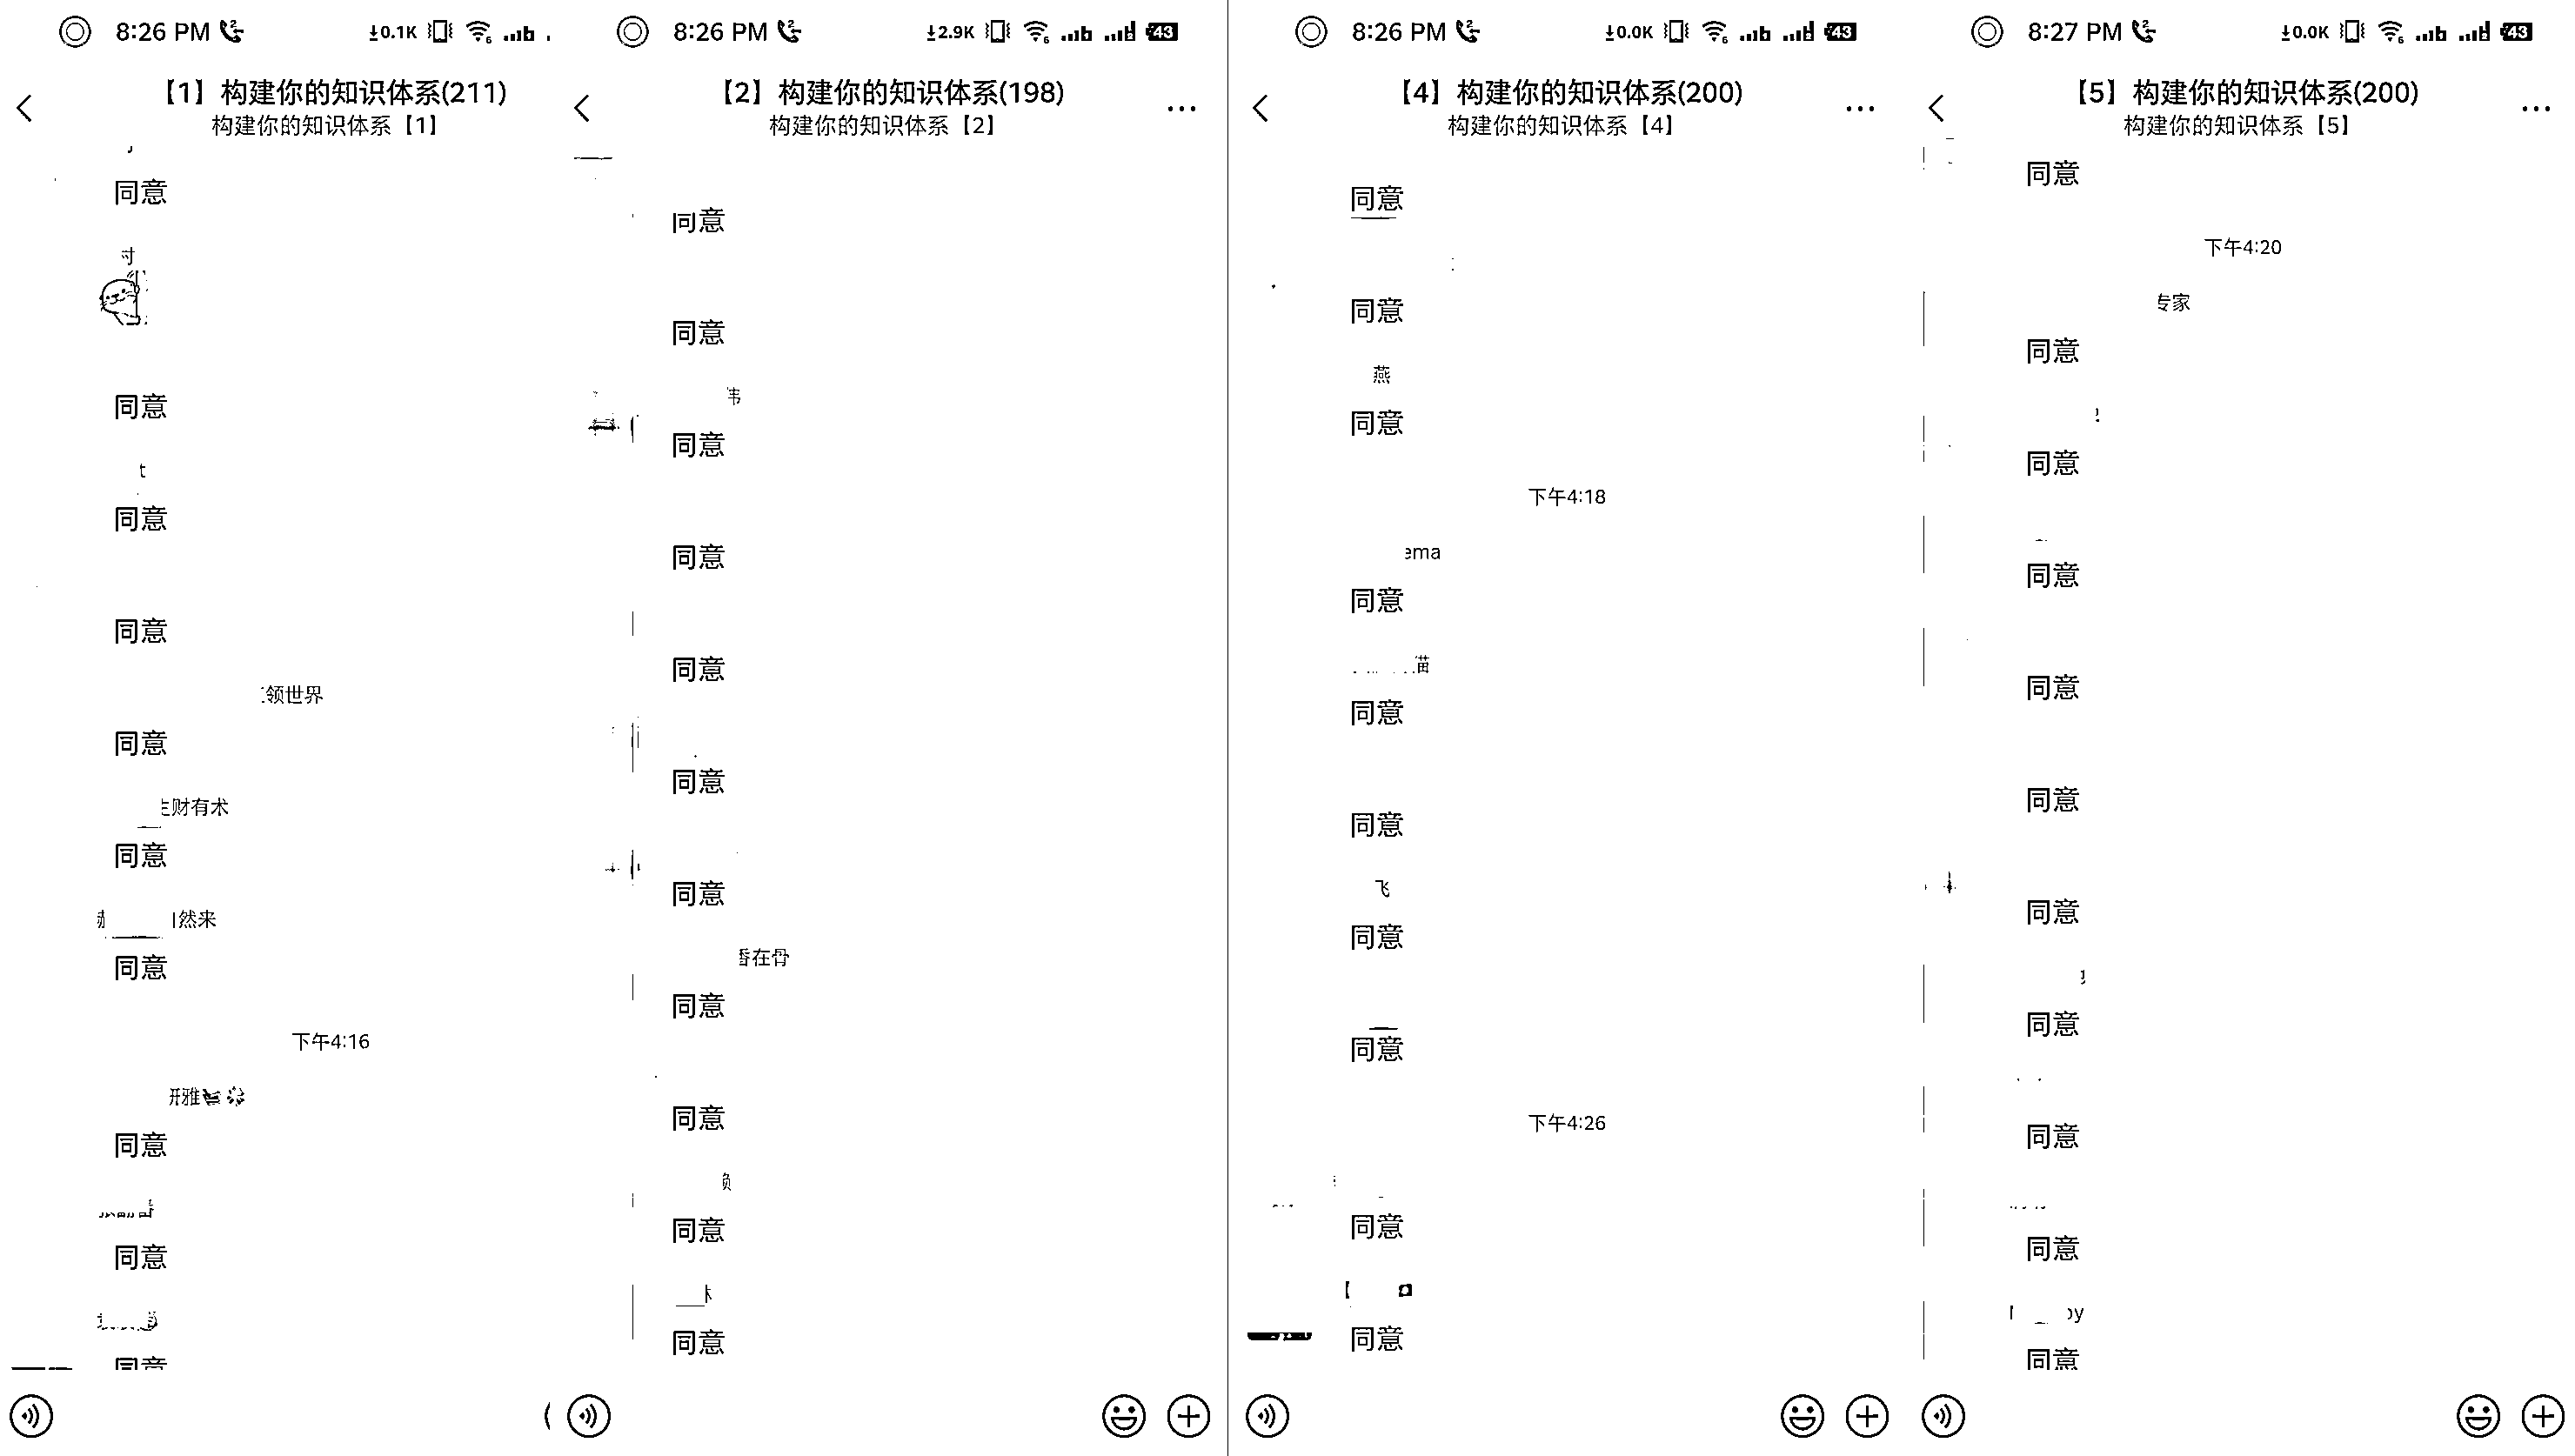 8:26 PM
0.1K
【1】构建你的知识体系(211)
构建你的知识体系【1】
同意
同意
同意
同意
领世界
同意
财有术
同意
然来
同意
下午4:16
雅
同意
同意
8:26 PM
2.9K
43
【2】构建你的知识体系(198)
构建你的知识体系【2】
同意
同意
同意
同意
同意
同意
同意
在骨
同意
同意
同意
同意
8:26 PM
0.0K
43
【4】构建你的知识体系(200)
构建你的知识体系【4】
同意
同意
燕
同意
下午4:18
ema
同意
同意
同意
飞
同意
同意
下午4:26
同意
同意
8:27 PM
0.0K
43
【5】构建你的知识体系(200)
构建你的知识体系【5】
同意
下午4:20
专家
同意
同意
同意
同意
同意
同意
同意
同意
同意
同意